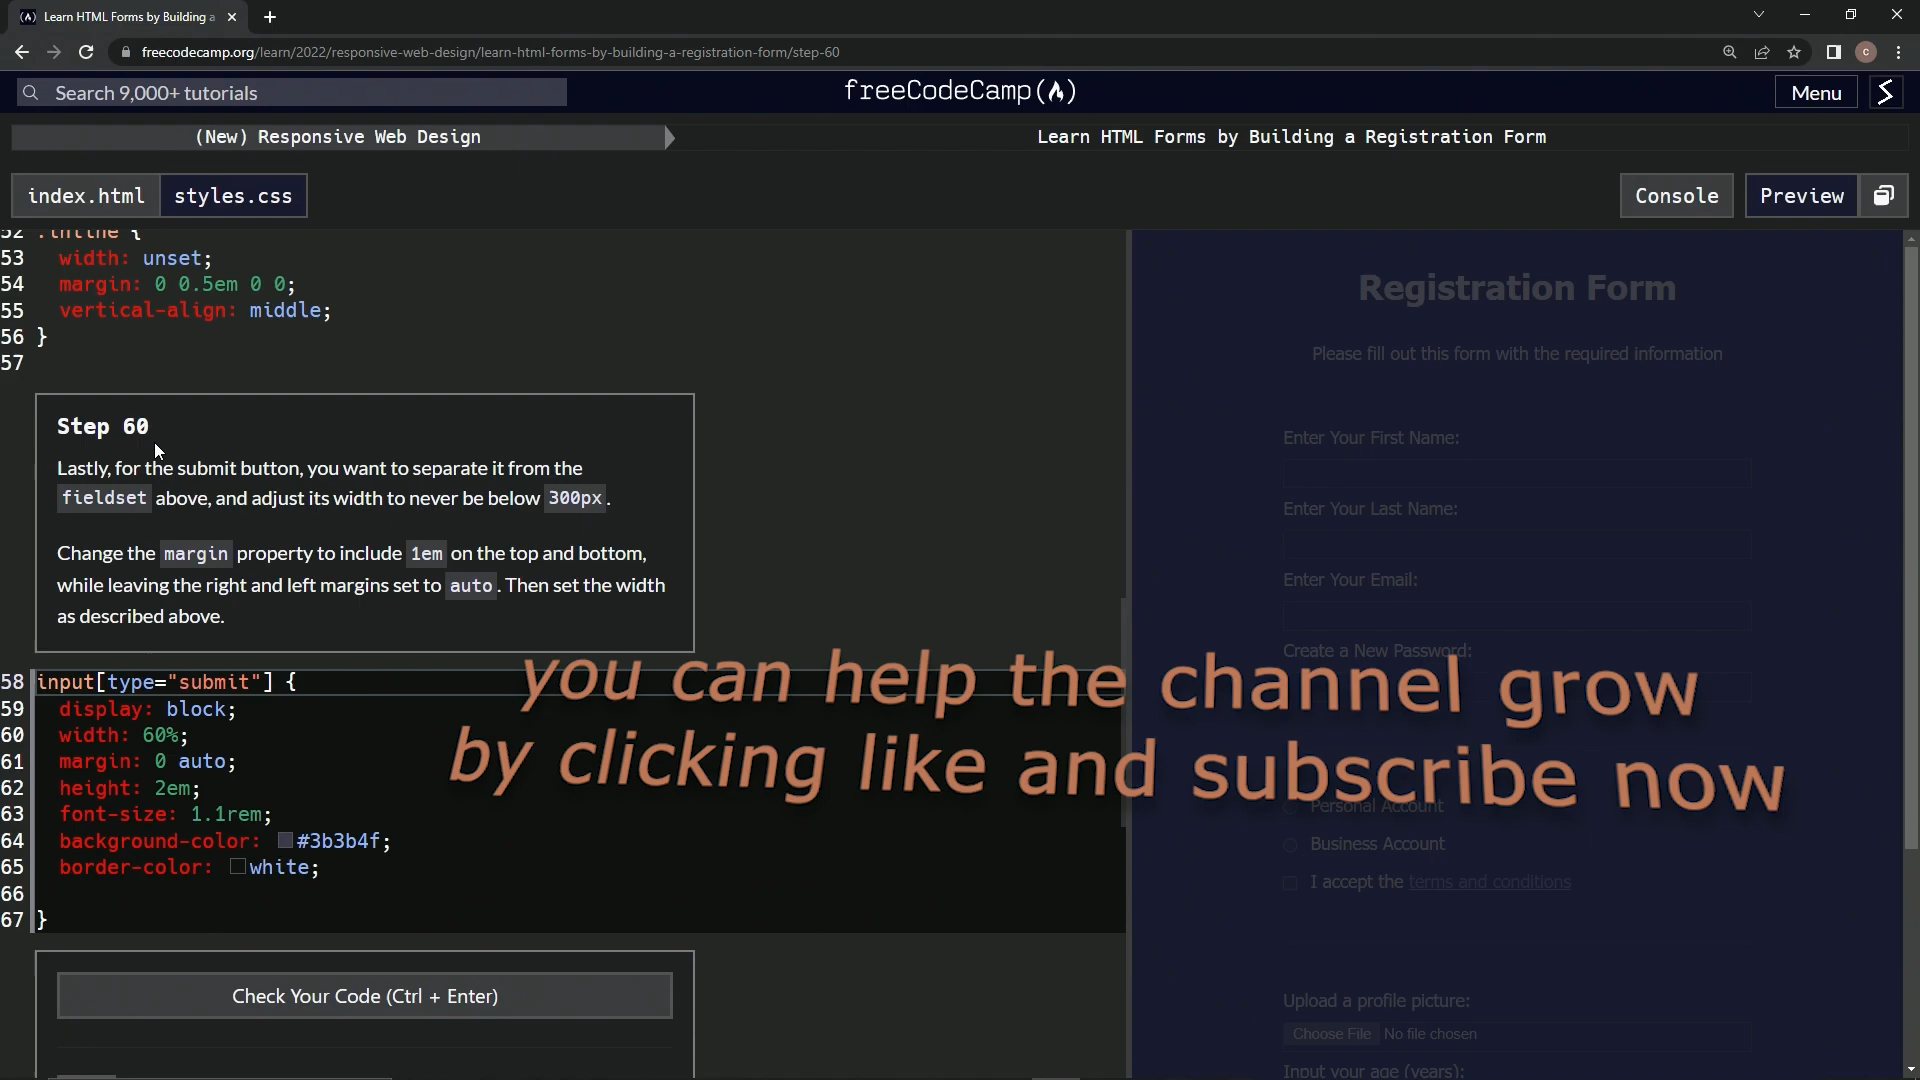 Learn HTML Forms by Building a
freecodecamp.org/learn/2022/responsive-web-design/learn-html-forms-by-building-a-registration-form/step-60
C
Search 9,000+ tutorials
freeCodeCamp
Menu
(New) Responsive Web Design
Learn HTML Forms by Building a Registration Form
index.html
styles.css
Console
Preview
52 .inline {
53 width: unset;
54 margin: 0 0.5em 0 0;
55 vertical-align: middle;
56 }
57
Step 60
Lastly, for the submit button, you want to separate it from the
fieldset above, and adjust its width to never be below 300px.
Change the margin property to include 1em on the top and bottom,
while leaving the right and left margins set to auto. Then set the width
as described above.
58 input[type="submit"] {
59 display: block;
60 width: 60%;
61 margin: 0 auto;
62 height: 2em;
63 font-size: 1.1rem;
64 background-color: #3b3b4f;
65 border-color: white;
66
67 }
Check Your Code (Ctrl + Enter)
you can help the channel grow
by clicking like and subscribe now
Registration Form
Please fill out this form with the required information
Enter Your First Name:
Enter Your Last Name:
Enter Your Email:
Create a New Password:
Personal Account
Business Account
I accept the terms and conditions
Upload a profile picture:
Choose File No file chosen
Input your age (years):